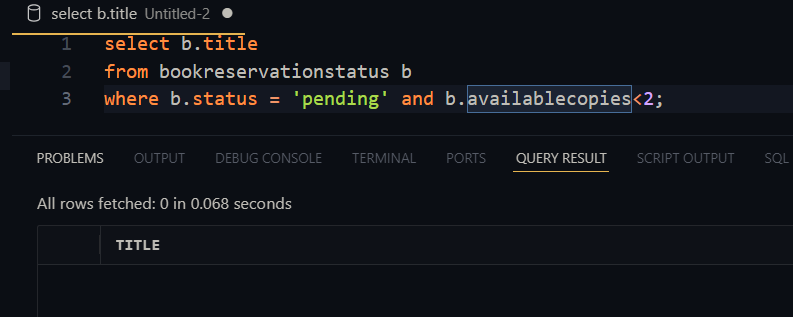 select b.title Untitled-2
1 select b.title
2 from bookreservationstatus b
3 where b.status = 'pending' and b.availablecopies<2;
PROBLEMS OUTPUT DEBUG CONSOLE TERMINAL PORTS QUERY RESULT SCRIPT OUTPUT SQL
All rows fetched: 0 in 0.068 seconds
TITLE